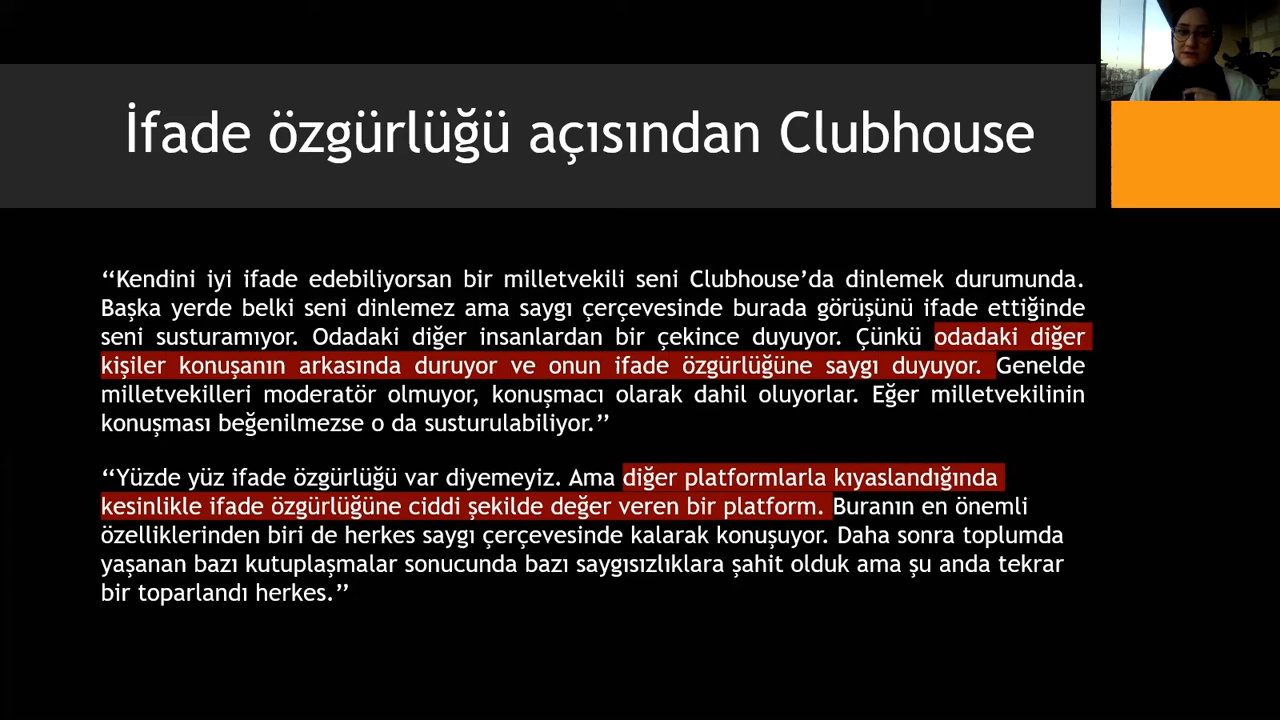 İfade özgürlüğü açısından Clubhouse
‘‘Kendini iyi ifade edebiliyorsan bir milletvekili seni Clubhouse’da dinlemek durumunda.
Başka yerde belki seni dinlemez ama saygı çerçevesinde burada görüşünü ifade ettiğinde
seni susturamıyor. Odadaki diğer insanlardan bir çekince duyuyor. Çünkü odadaki diğer
kişiler konuşanın arkasında duruyor ve onun ifade özgürlüğüne saygı duyuyor. Genelde
milletvekilleri moderatör olmuyor, konuşmacı olarak dahil oluyorlar. Eğer milletvekilinin
konuşması beğenilmezse o da susturulabiliyor.’’
‘‘Yüzde yüz ifade özgürlüğü var diyemeyiz. Ama diğer platformlarla kıyaslandığında
kesinlikle ifade özgürlüğüne ciddi şekilde değer veren bir platform. Buranın en önemli
özelliklerinden biri de herkes saygı çerçevesinde kalarak konuşuyor. Daha sonra toplumda
yaşanan bazı kutuplaşmalar sonucunda bazı saygısızlıklara şahit olduk ama şu anda tekrar
bir toparlandı herkes.’’